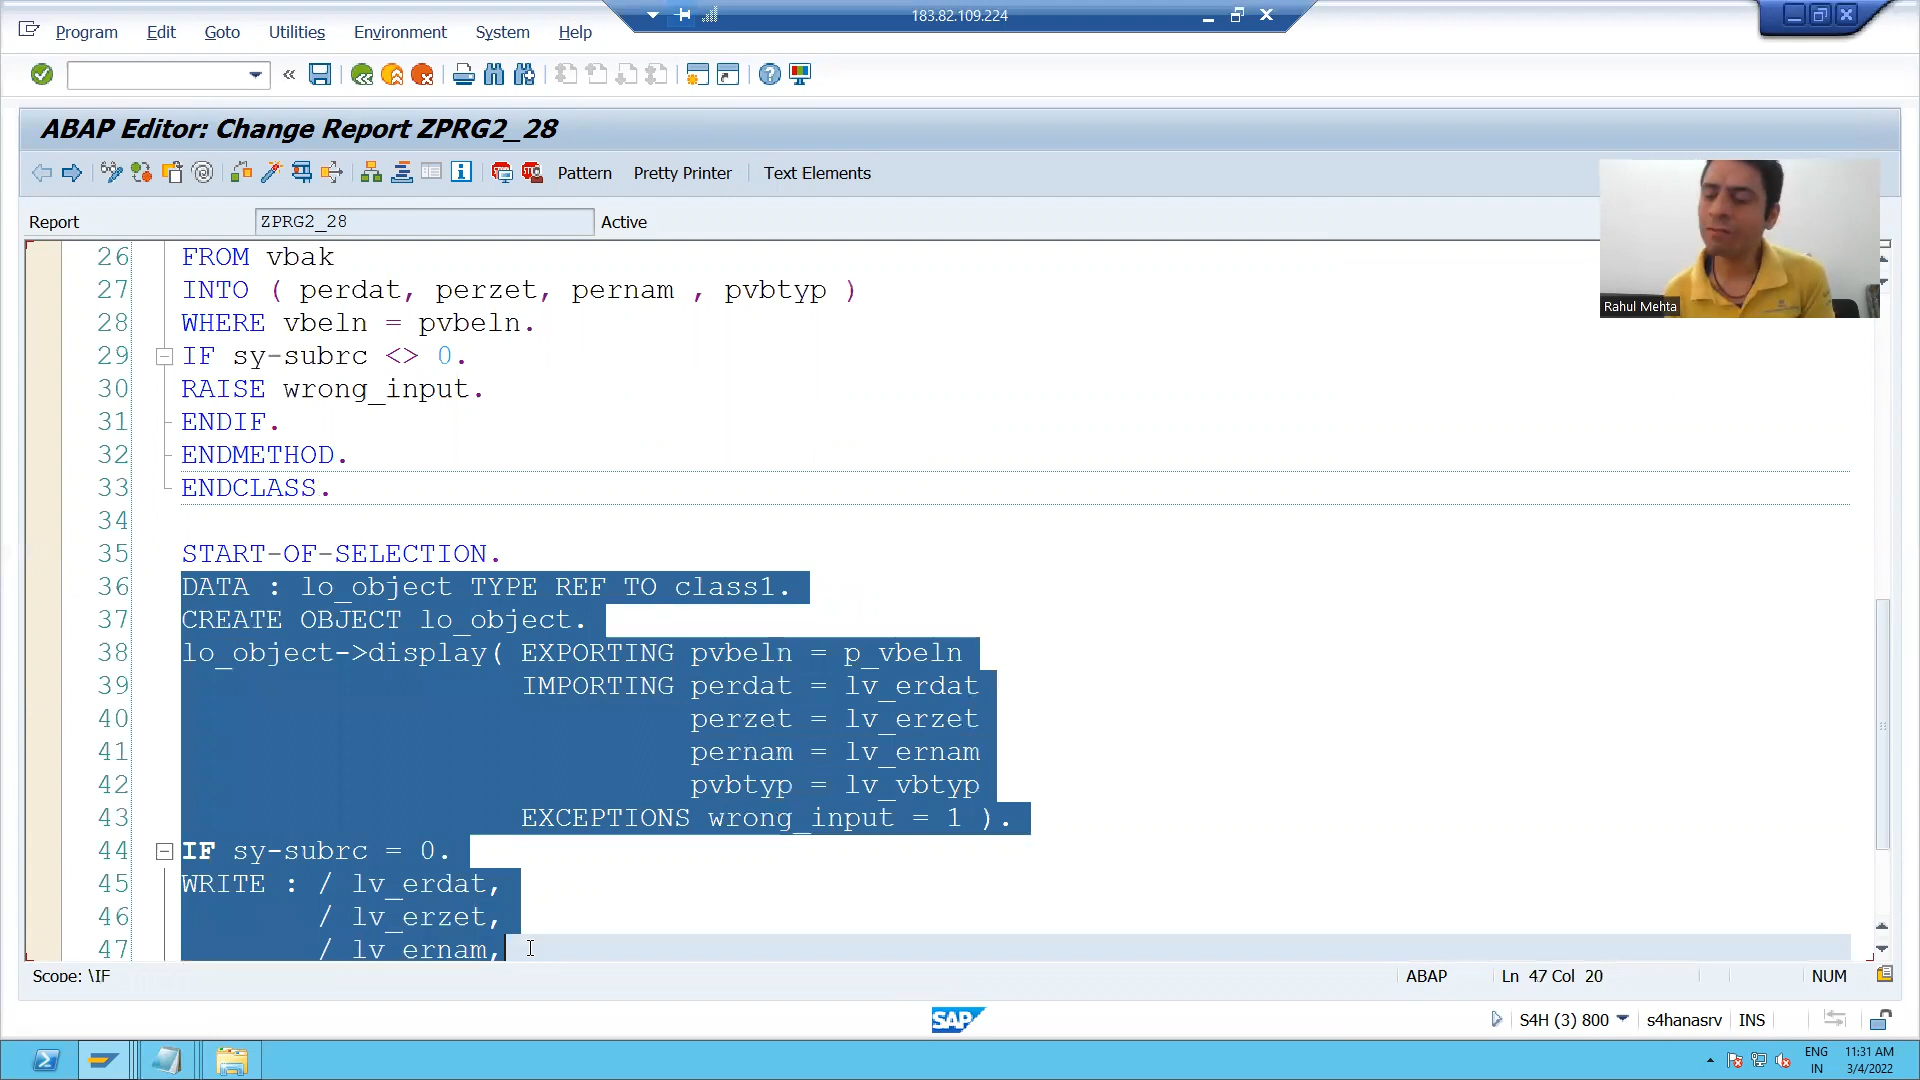 183.82.109.224
Program Edit Goto Utilities Environment System Help
ABAP Editor: Change Report ZPRG2_28
Pattern Pretty Printer Text Elements
Report ZPRG2_28 Active
Rahul Mehta
26 FROM vbak
27 INTO ( perdat, perzet, pernam , pvbtyp )
28 WHERE vbeln = pvbeln.
29 IF sy-subrc <> 0.
30 RAISE wrong_input.
31 ENDIF.
32 ENDMETHOD.
33 ENDCLASS.
34
35 START-OF-SELECTION.
36 DATA : lo_object TYPE REF TO class1.
37 CREATE OBJECT lo_object.
38 lo_object->display( EXPORTING pvbeln = p_vbeln
39 IMPORTING perdat = lv_erdat
40 perzet = lv_erzet
41 pernam = lv_ernam
42 pvbtyp = lv_vbtyp
43 EXCEPTIONS wrong_input = 1 ).
44 IF sy-subrc = 0.
45 WRITE : / lv_erdat,
46 / lv_erzet,
47 / lv_ernam,
Scope: \IF ABAP Ln 47 Col 20 NUM
SAP S4H (3) 800 s4hanasrv INS
ENG 11:31 AM
IN 3/4/2022